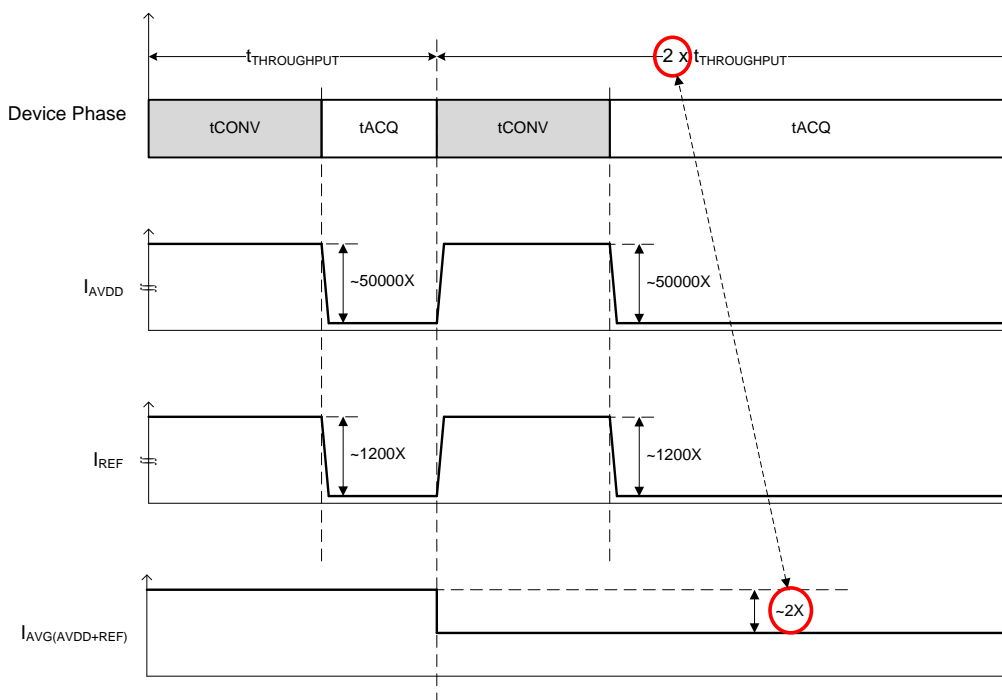 tTHROUGHPUT
2 x tTHROUGHPUT
Device Phase
tCONV
tACQ
tCONV
tACQ
IAVDD
~50000X
~50000X
IREF
~1200X
~1200X
IAVG(AVDD+REF)
~2X